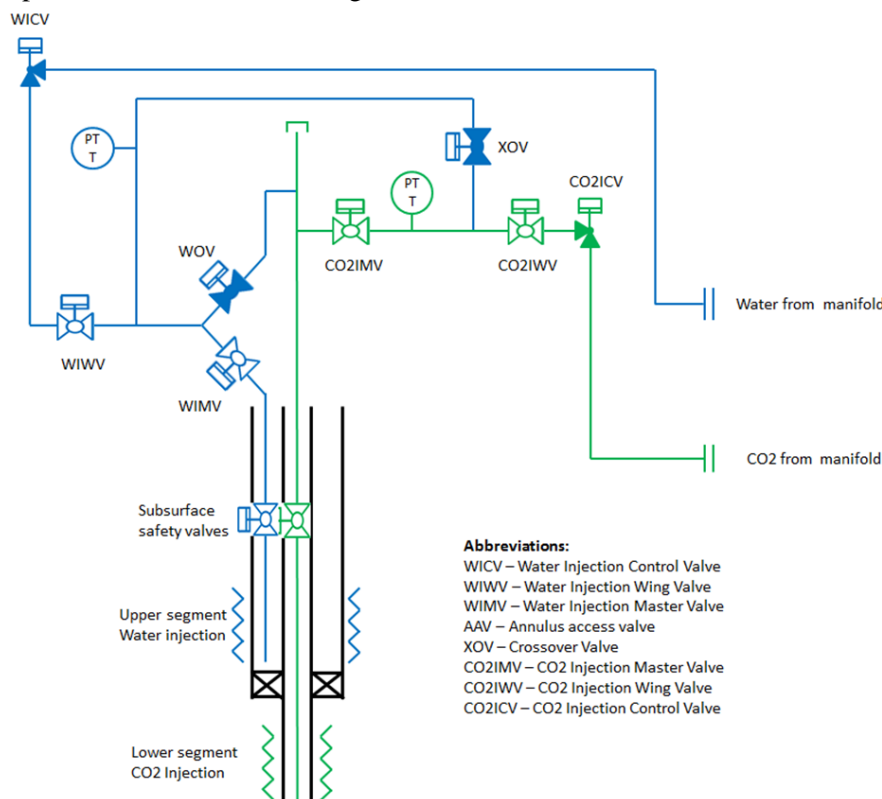 WICV
PT
T
XOV
PT
T
CO2ICV
WOV
CO2IMV
CO2IWV
Water from manifold
WIWV
WIMV
CO2 from manifold
Subsurface
safety valves
Abbreviations:
WICV – Water Injection Control Valve
WIWV – Water Injection Wing Valve
WIMV – Water Injection Master Valve
AAV – Annulus access valve
XOV – Crossover Valve
CO2IMV – CO2 Injection Master Valve
CO2IWV – CO2 Injection Wing Valve
CO2ICV – CO2 Injection Control Valve
Upper segment
Water injection
Lower segment
CO2 Injection